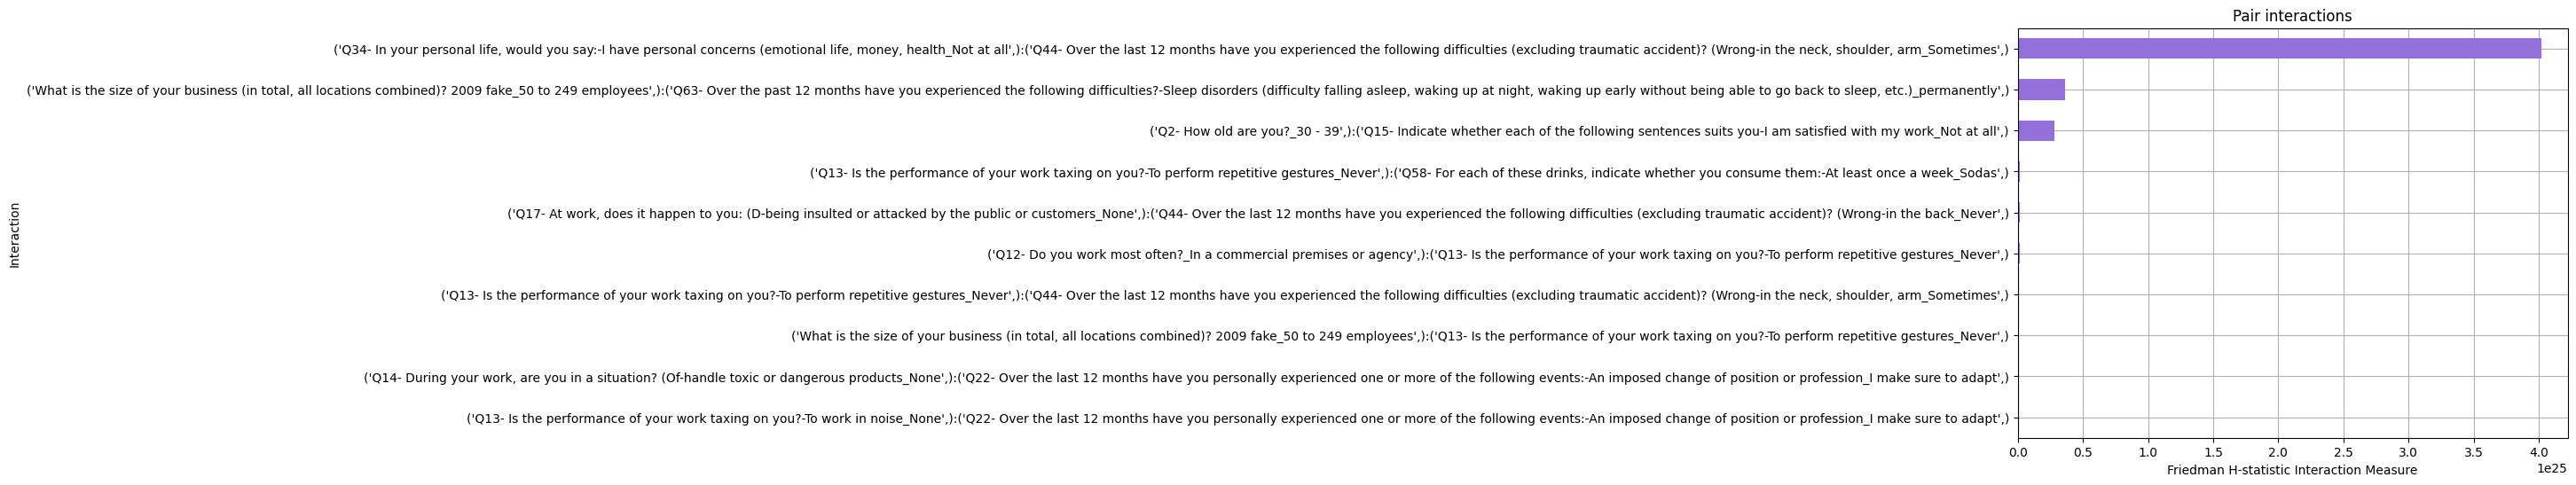 Pair interactions
('Q34- In your personal life, would you say:-I have personal concerns (emotional life, money, health_Not at all',):('Q44- Over the last 12 months have you experienced the following difficulties (excluding traumatic accident)? (Wrong-in the neck, shoulder, arm_Sometimes',)
('What is the size of your business (in total, all locations combined)? 2009 fake_50 to 249 employees',):('Q63- Over the past 12 months have you experienced the following difficulties?-Sleep disorders (difficulty falling asleep, waking up at night, waking up early without being able to go back to sleep, etc.)_permanently',)
('Q2- How old are you?_30 - 39',):('Q15- Indicate whether each of the following sentences suits you-I am satisfied with my work_Not at all',)
('Q13- Is the performance of your work taxing on you?-To perform repetitive gestures_Never',):('Q58- For each of these drinks, indicate whether you consume them:-At least once a week_Sodas',)
('Q17- At work, does it happen to you: (D-being insulted or attacked by the public or customers_None',):('Q44- Over the last 12 months have you experienced the following difficulties (excluding traumatic accident)? (Wrong-in the back_Never',)
('Q12- Do you work most often?_In a commercial premises or agency',):('Q13- Is the performance of your work taxing on you?-To perform repetitive gestures_Never',)
('Q13- Is the performance of your work taxing on you?-To perform repetitive gestures_Never',):('Q44- Over the last 12 months have you experienced the following difficulties (excluding traumatic accident)? (Wrong-in the neck, shoulder, arm_Sometimes',)
('What is the size of your business (in total, all locations combined)? 2009 fake_50 to 249 employees',):('Q13- Is the performance of your work taxing on you?-To perform repetitive gestures_Never',)
('Q14- During your work, are you in a situation? (Of-handle toxic or dangerous products_None',):('Q22- Over the last 12 months have you personally experienced one or more of the following events:-An imposed change of position or profession_I make sure to adapt',)
('Q13- Is the performance of your work taxing on you?-To work in noise_None',):('Q22- Over the last 12 months have you personally experienced one or more of the following events:-An imposed change of position or profession_I make sure to adapt',)
Interaction
0.0 0.5 1.0 1.5 2.0 2.5 3.0 3.5 4.0
1e25
Friedman H-statistic Interaction Measure